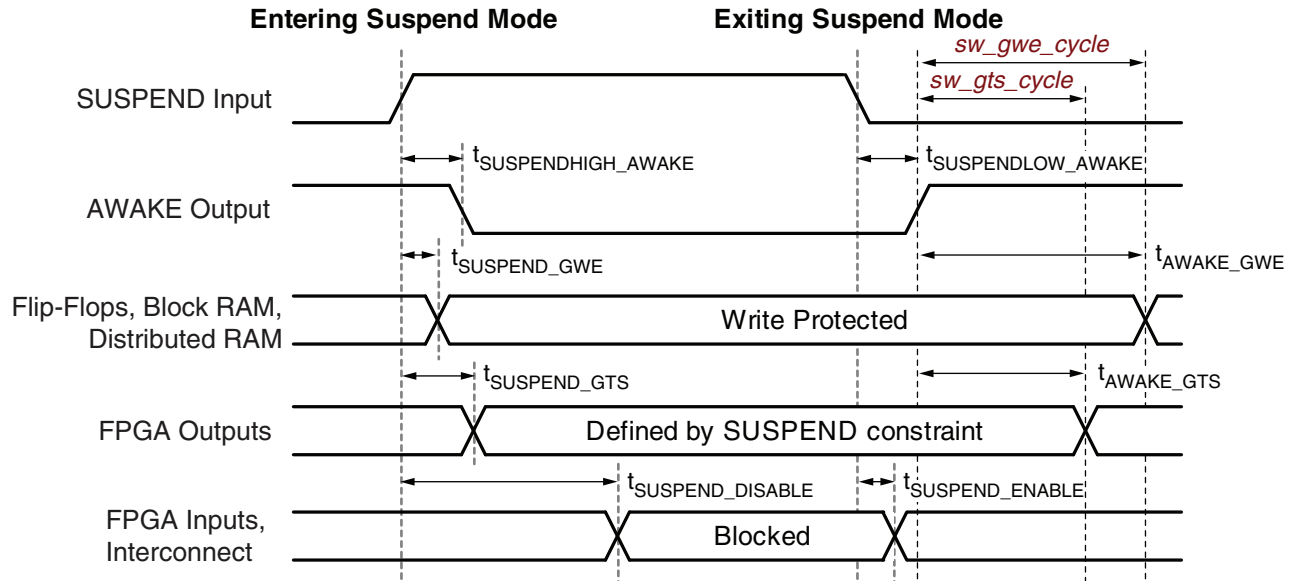 Entering Suspend Mode
Exiting Suspend Mode
sw_gwe_cycle
sw_gts_cycle
SUSPEND Input
tSUSPENDHIGH_AWAKE
tSUSPENDLOW_AWAKE
AWAKE Output
tSUSPEND_GWE
tAWAKE_GWE
Flip-Flops, Block RAM,
Distributed RAM
Write Protected
tSUSPEND_GTS
tAWAKE_GTS
FPGA Outputs
Defined by SUSPEND constraint
tSUSPEND_DISABLE
tSUSPEND_ENABLE
FPGA Inputs,
Interconnect
Blocked